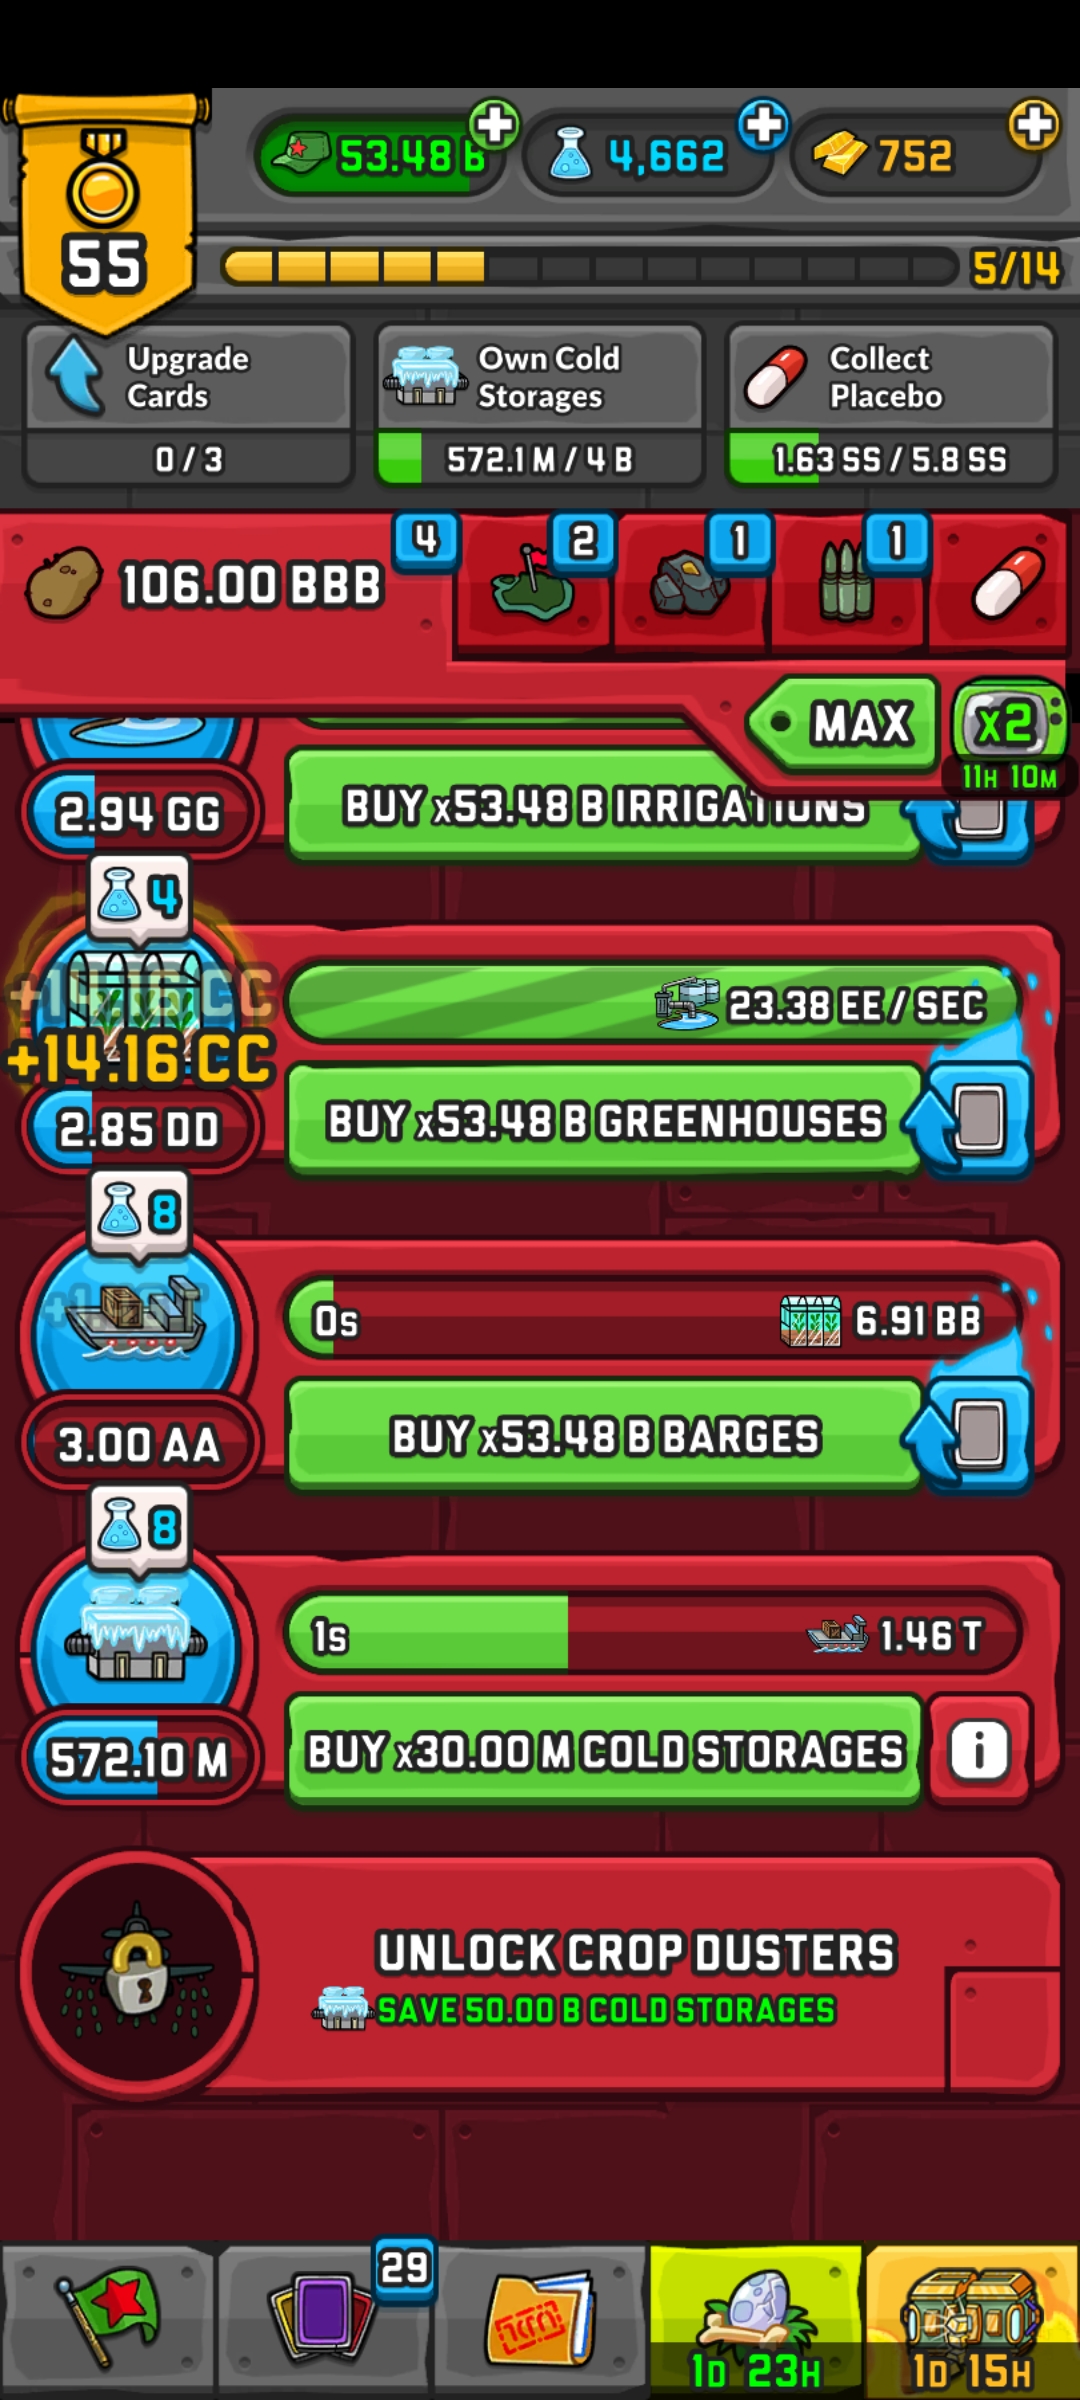 53.48 B
4,662
752
55
5/14
Upgrade
Cards
0 / 3
Own Cold
Storages
572.1 M / 4 B
Collect
Placebo
1.63 SS / 5.8 SS
106.00 BBB
4
2
1
1
MAX
x2
11H 10M
2.94 GG
BUY x53.48 B IRRIGATIONS
4
+14.16 CC
+14.16 CC
23.38 EE / SEC
2.85 DD
BUY x53.48 B GREENHOUSES
8
0s
6.91 BB
3.00 AA
BUY x53.48 B BARGES
8
1s
1.46 T
572.10 M
BUY x30.00 M COLD STORAGES
i
UNLOCK CROP DUSTERS
SAVE 50.00 B COLD STORAGES
29
1D 23H
1D 15H